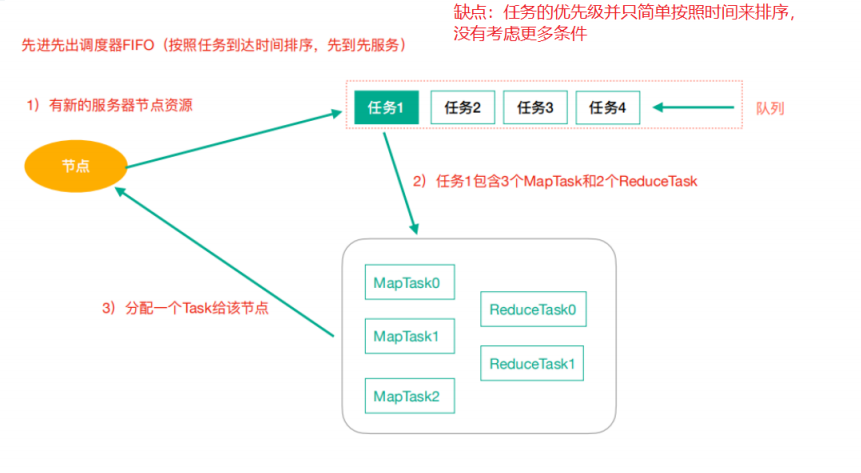 缺点：任务的优先级并只简单按照时间来排序，
没有考虑更多条件
先进先出调度器FIFO（按照任务到达时间排序，先到先服务）
1）有新的服务器节点资源
任务1
任务2
任务3
任务4
队列
节点
2）任务1包含3个MapTask和2个ReduceTask
MapTask0
ReduceTask0
3）分配一个Task给该节点
MapTask1
ReduceTask1
MapTask2